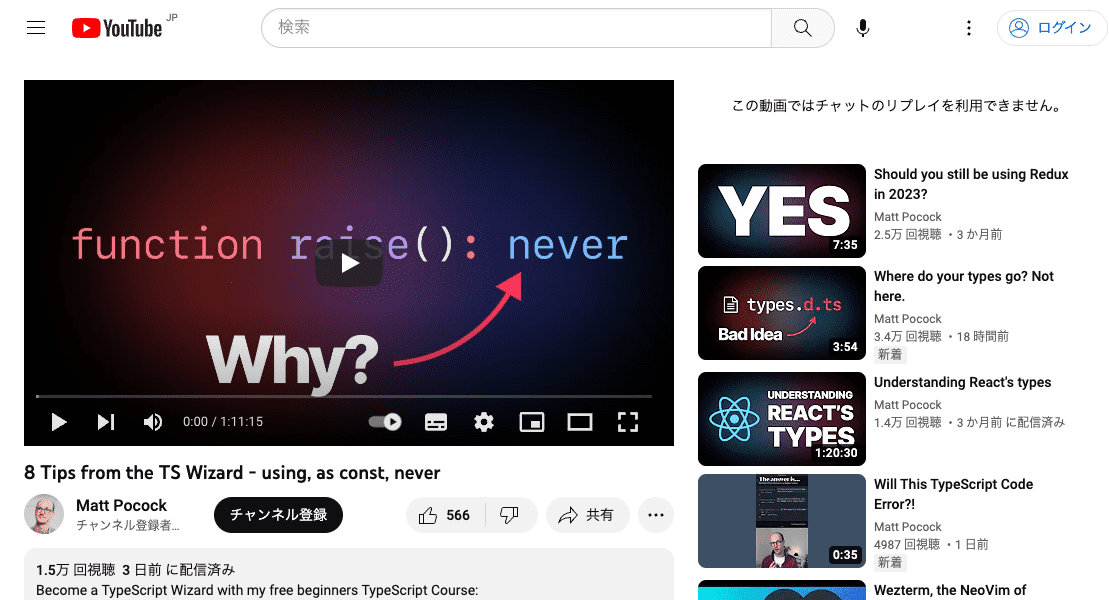 YouTube JP
検索
ログイン
function raise(): never
Why?
0:00 / 1:11:15
8 Tips from the TS Wizard - using, as const, never
Matt Pocock
チャンネル登録者...
チャンネル登録
566
共有
1.5万 回視聴 3 日前 に配信済み
Become a TypeScript Wizard with my free beginners TypeScript Course:
この動画ではチャットのリプレイを利用できません。
YES
7:35
Should you still be using Redux
in 2023?
Matt Pocock
2.5万 回視聴 ・3 か月前
types.d.ts
Bad Idea
3:54
Where do your types go? Not
here.
Matt Pocock
3.4万 回視聴 ・18 時間前
新着
UNDERSTANDING
REACT'S
TYPES
1:20:30
Understanding React's types
Matt Pocock
1.4万 回視聴 ・3 か月前 に配信済み
The answer is...
0:35
Will This TypeScript Code
Error?!
Matt Pocock
4987 回視聴 ・1 日前
新着
Wezterm, the NeoVim of